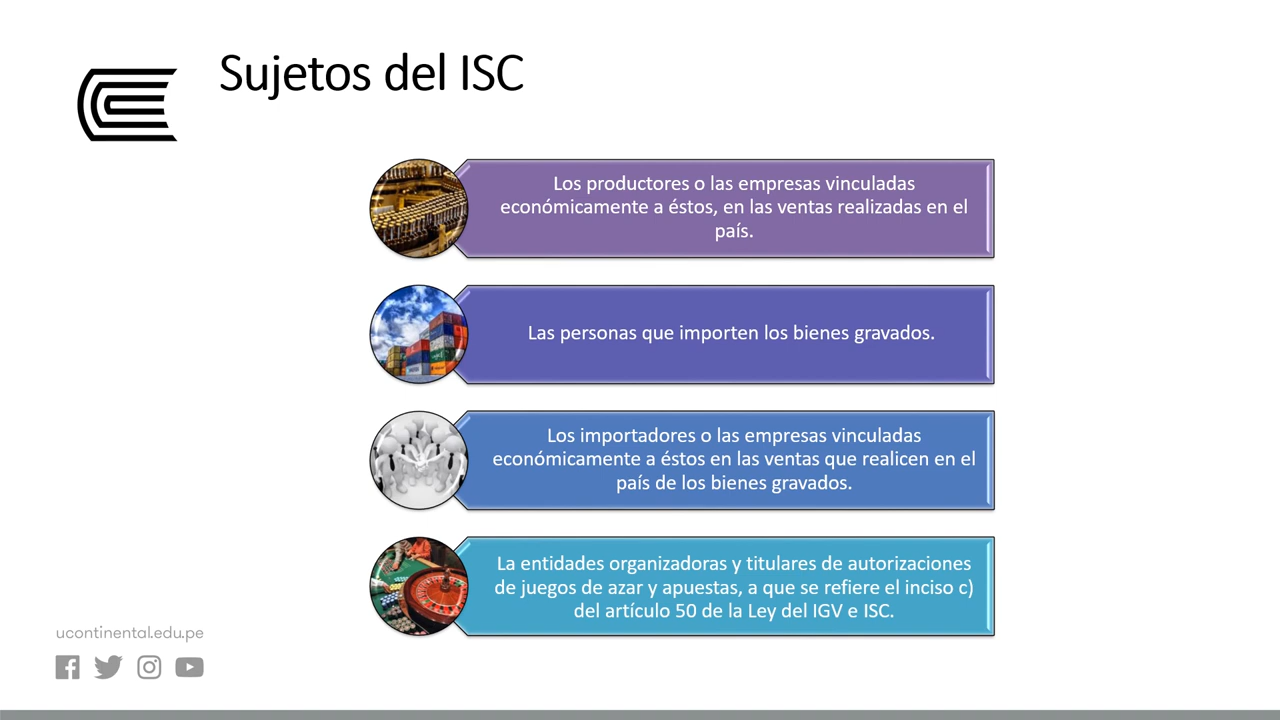 Sujetos del ISC
Los productores o las empresas vinculadas
económicamente a éstos, en las ventas realizadas en el
país.
Las personas que importen los bienes gravados.
Los importadores o las empresas vinculadas
económicamente a éstos en las ventas que realicen en el
país de los bienes gravados.
La entidades organizadoras y titulares de autorizaciones
de juegos de azar y apuestas, a que se refiere el inciso c)
del artículo 50 de la Ley del IGV e ISC.
ucontinental.edu.pe